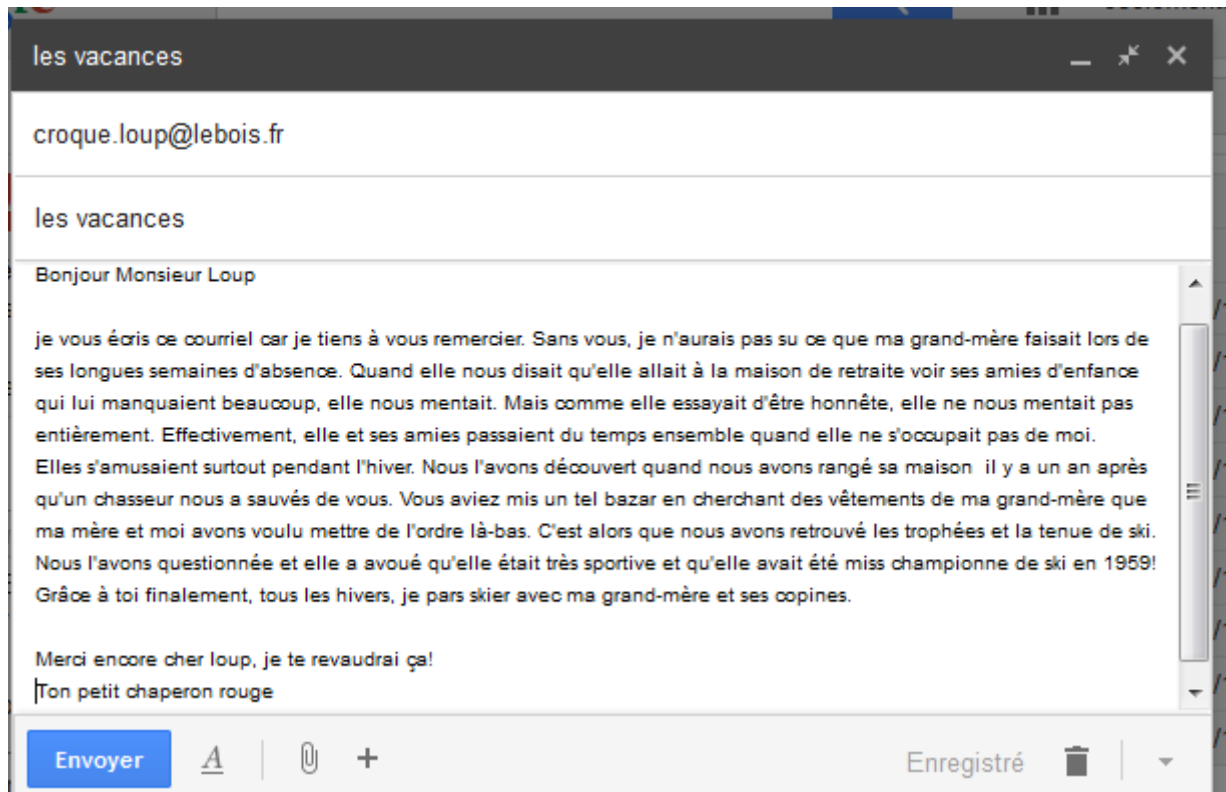 les vacances
croque.loup@lebois.fr
les vacances
Bonjour Monsieur Loup
je vous écris ce courriel car je tiens à vous remercier. Sans vous, je n'aurais pas su ce que ma grand-mère faisait lors de
ses longues semaines d'absence. Quand elle nous disait qu'elle allait à la maison de retraite voir ses amies d'enfance
qui lui manquaient beaucoup, elle nous mentait. Mais comme elle essayait d'être honnête, elle ne nous mentait pas
entièrement. Effectivement, elle et ses amies passaient du temps ensemble quand elle ne s'occupait pas de moi.
Elles s'amusaient surtout pendant l'hiver. Nous l'avons découvert quand nous avons rangé sa maison  il y a un an après
qu'un chasseur nous a sauvés de vous. Vous aviez mis un tel bazar en cherchant des vêtements de ma grand-mère que
ma mère et moi avons voulu mettre de l'ordre là-bas. C'est alors que nous avons retrouvé les trophées et la tenue de ski.
Nous l'avons questionnée et elle a avoué qu'elle était très sportive et qu'elle avait été miss championne de ski en 1959!
Grâce à toi finalement, tous les hivers, je pars skier avec ma grand-mère et ses copines.
Merci encore cher loup, je te revaudrai ça!
Ton petit chaperon rouge
Envoyer A Enregistré